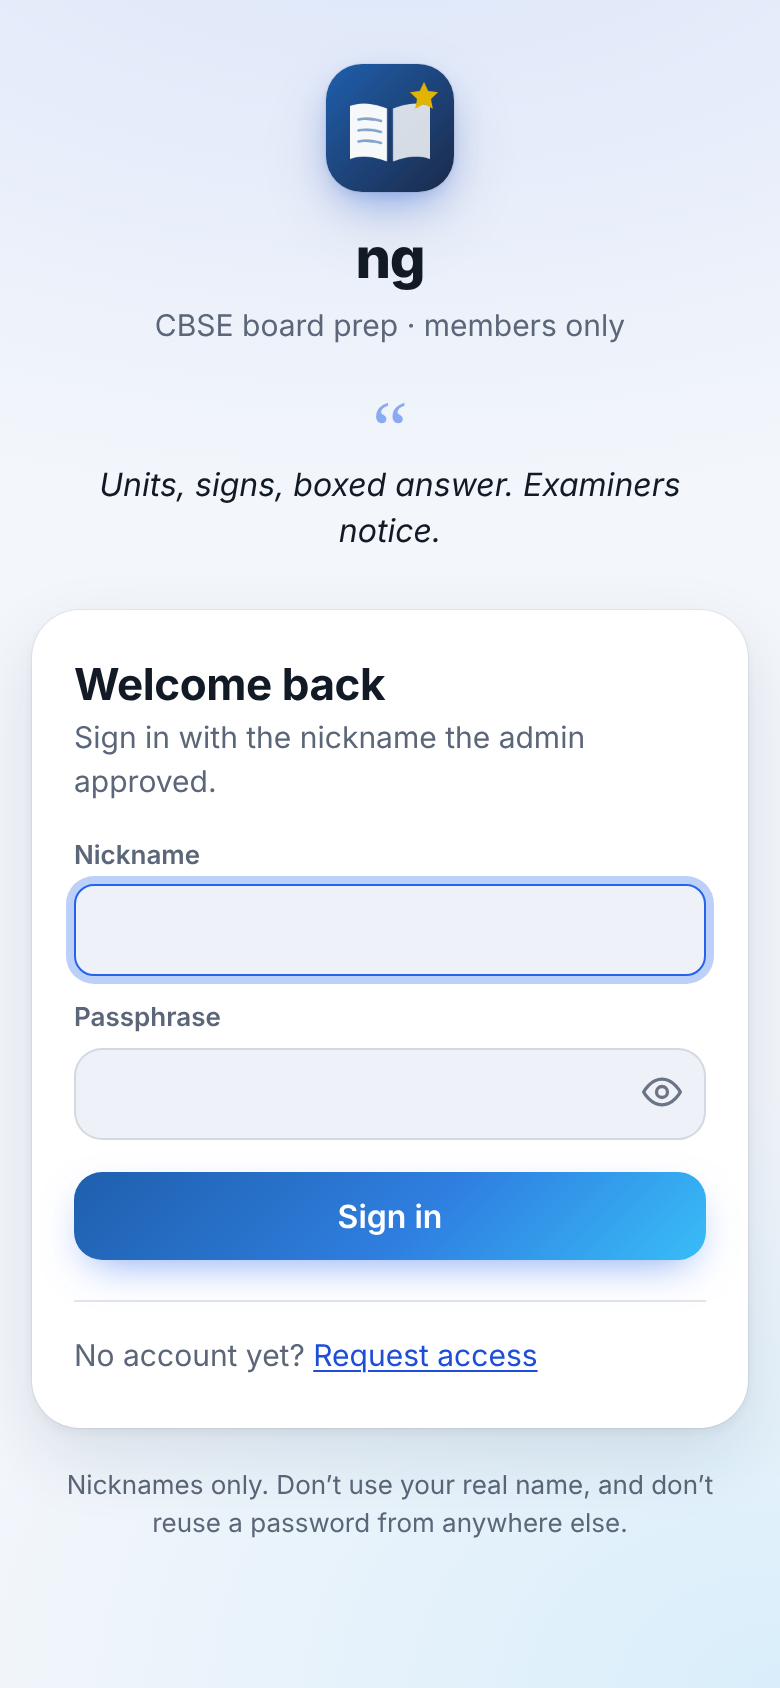 ng
CBSE board prep · members only
“
Units, signs, boxed answer. Examiners
notice.
Welcome back
Sign in with the nickname the admin
approved.
Nickname
Passphrase
Sign in
No account yet? Request access
Nicknames only. Don’t use your real name, and don’t
reuse a password from anywhere else.